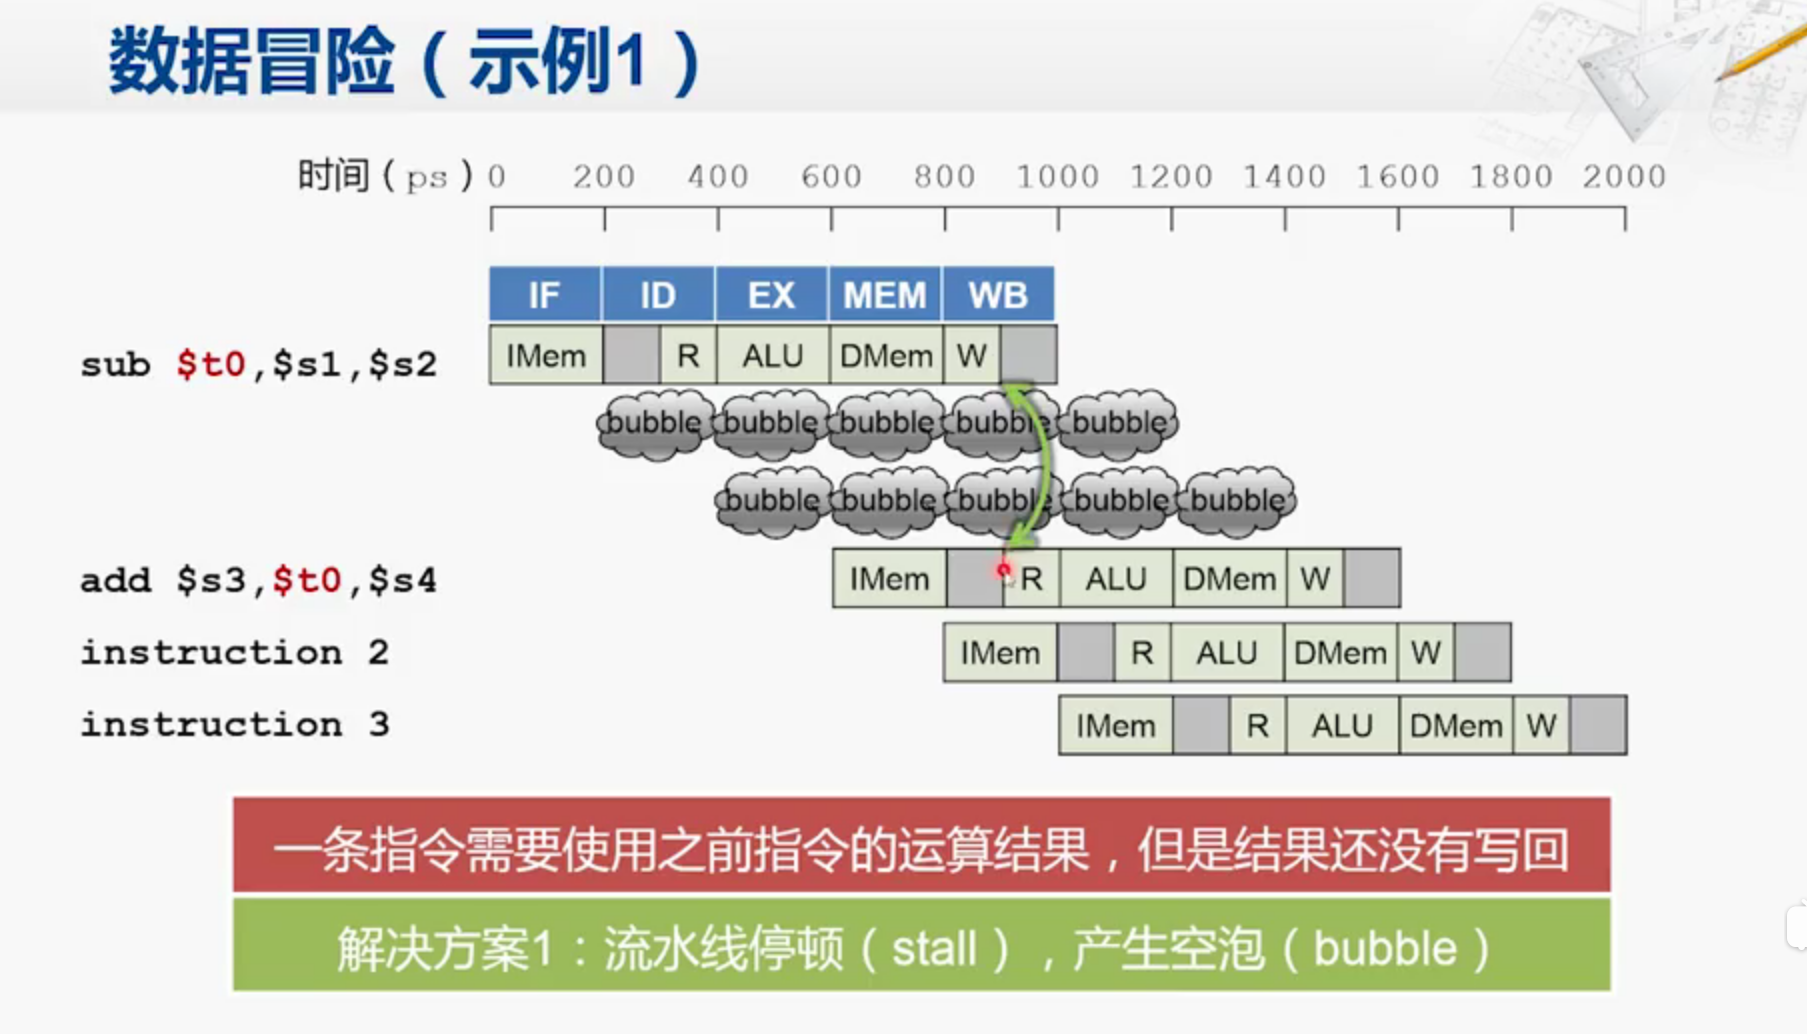 数据冒险（示例1）
时间（ps）0 200 400 600 800 1000 1200 1400 1600 1800 2000
IF ID EX MEM WB
sub $t0,$s1,$s2 IMem R ALU DMem W
bubble bubble bubble bubble bubble
bubble bubble bubble bubble bubble
add $s3,$t0,$s4 IMem R ALU DMem W
instruction 2 IMem R ALU DMem W
instruction 3 IMem R ALU DMem W
一条指令需要使用之前指令的运算结果，但是结果还没有写回
解决方案1：流水线停顿（stall），产生空泡（bubble）